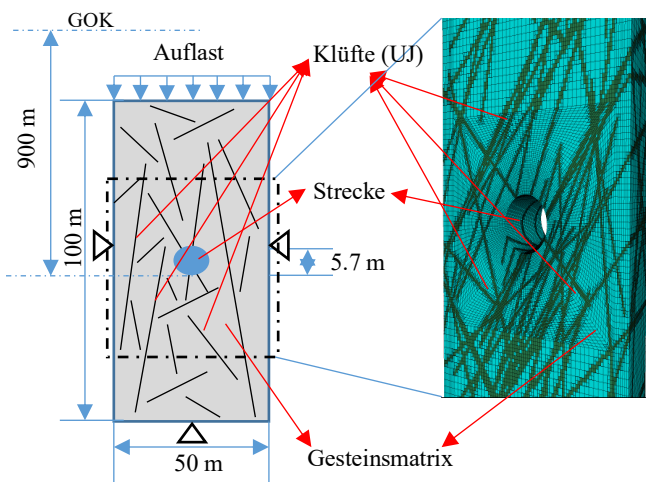 GOK
Auflast
Klüfte (UJ)
900 m
100 m
Strecke
5.7 m
50 m
Gesteinsmatrix